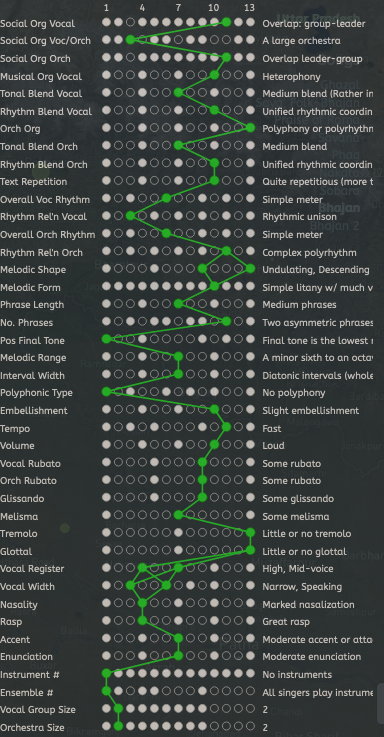 1 4 7 10 13
Social Org Vocal Overlap: group-leader
Social Org Voc/Orch A large orchestra
Social Org Orch Overlap leader-group
Musical Org Vocal Heterophony
Tonal Blend Vocal Medium blend (Rather in
Rhythm Blend Vocal Unified rhythmic coordin
Orch Org Polyphony or polyrhythm
Tonal Blend Orch Medium blend
Rhythm Blend Orch Unified rhythmic coordin
Text Repetition Quite repetitious (more t
Overall Voc Rhythm Simple meter
Rhythm Rel'n Vocal Rhythmic unison
Overall Orch Rhythm Simple meter
Rhythm Rel'n Orch Complex polyrhythm
Melodic Shape Undulating, Descending
Melodic Form Simple litany w/ much v
Phrase Length Medium phrases
No. Phrases Two asymmetric phrases
Pos Final Tone Final tone is the lowest n
Melodic Range A minor sixth to an octav
Interval Width Diatonic intervals (whole
Polyphonic Type No polyphony
Embellishment Slight embellishment
Tempo Fast
Volume Loud
Vocal Rubato Some rubato
Orch Rubato Some rubato
Glissando Some glissando
Melisma Some melisma
Tremolo Little or no tremolo
Glottal Little or no glottal
Vocal Register High, Mid-voice
Vocal Width Narrow, Speaking
Nasality Marked nasalization
Rasp Great rasp
Accent Moderate accent or atta
Enunciation Moderate enunciation
Instrument # No instruments
Ensemble # All singers play instrume
Vocal Group Size 2
Orchestra Size 2
Uttar Pradesh
Bhajan
Bhajan 2